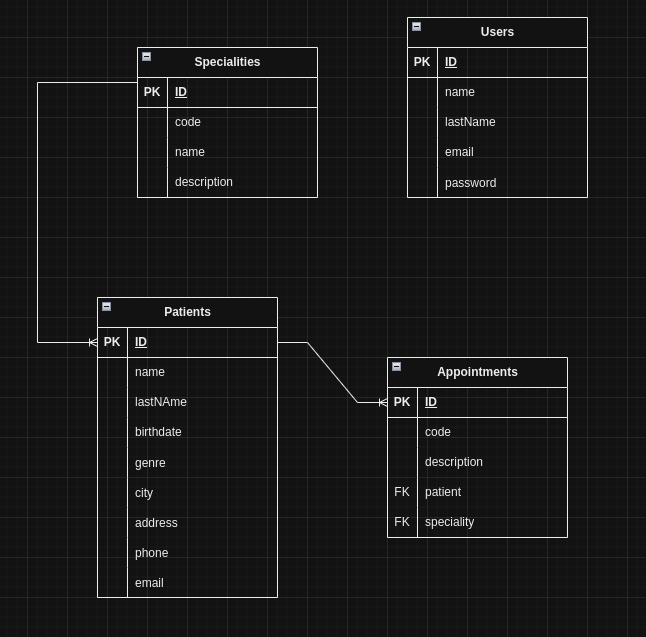 Specialities
PK ID
code
name
description
Users
PK ID
name
lastName
email
password
Patients
PK ID
name
lastNAme
birthdate
genre
city
address
phone
email
Appointments
PK ID
code
description
FK patient
FK speciality